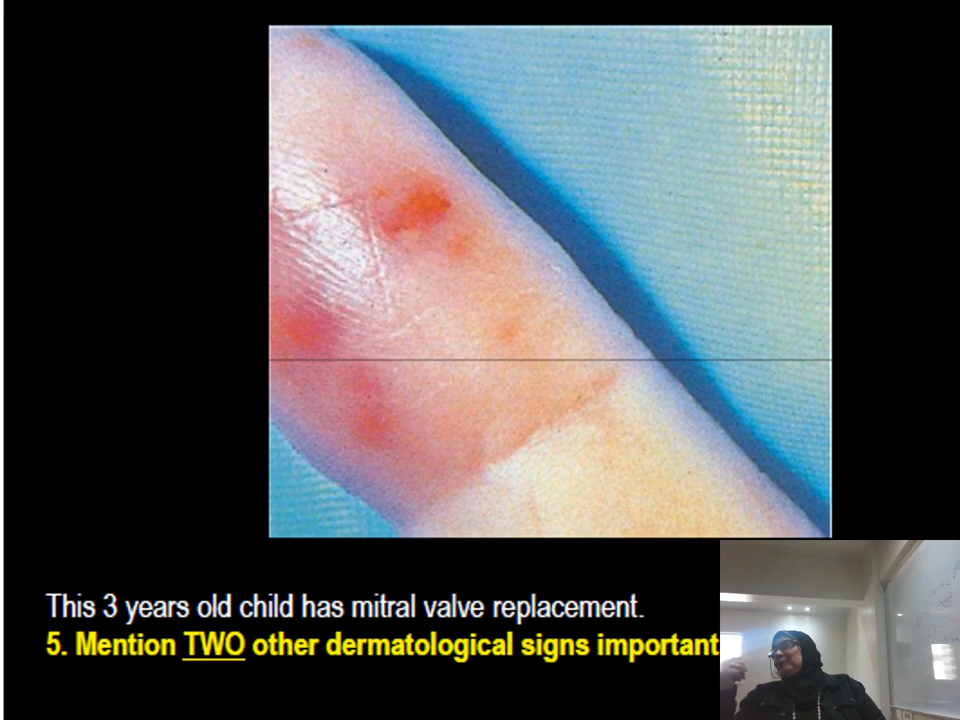 This 3 years old child has mitral valve replacement.
5. Mention TWO other dermatological signs important